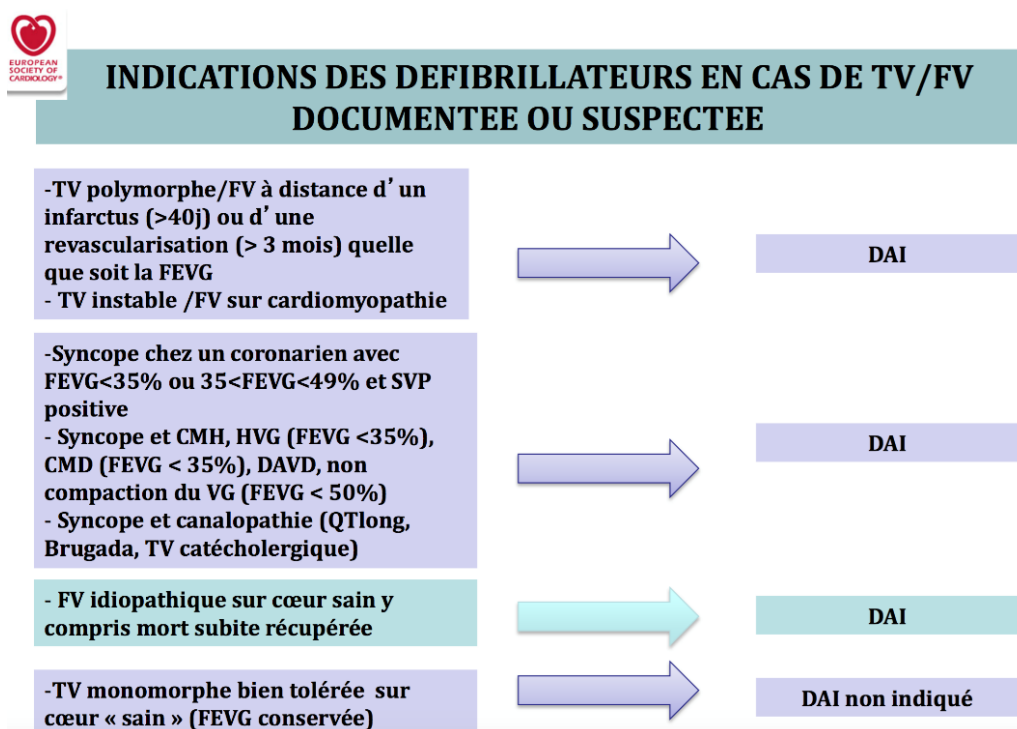 EUROPEAN
SOCIETY OF
CARDIOLOGY®
INDICATIONS DES DEFIBRILLATEURS EN CAS DE TV/FV
DOCUMENTEE OU SUSPECTEE
-TV polymorphe/FV à distance d’un
infarctus (>40j) ou d’une
revascularisation (> 3 mois) quelle
que soit la FEVG
- TV instable /FV sur cardiomyopathie
DAI
-Syncope chez un coronarien avec
FEVG<35% ou 35<FEVG<49% et SVP
positive
- Syncope et CMH, HVG (FEVG <35%),
CMD (FEVG < 35%), DAVD, non
compaction du VG (FEVG < 50%)
- Syncope et canalopathie (QTlong,
Brugada, TV catécholergique)
DAI
- FV idiopathique sur cœur sain y
compris mort subite récupérée
DAI
-TV monomorphe bien tolérée sur
cœur « sain » (FEVG conservée)
DAI non indiqué